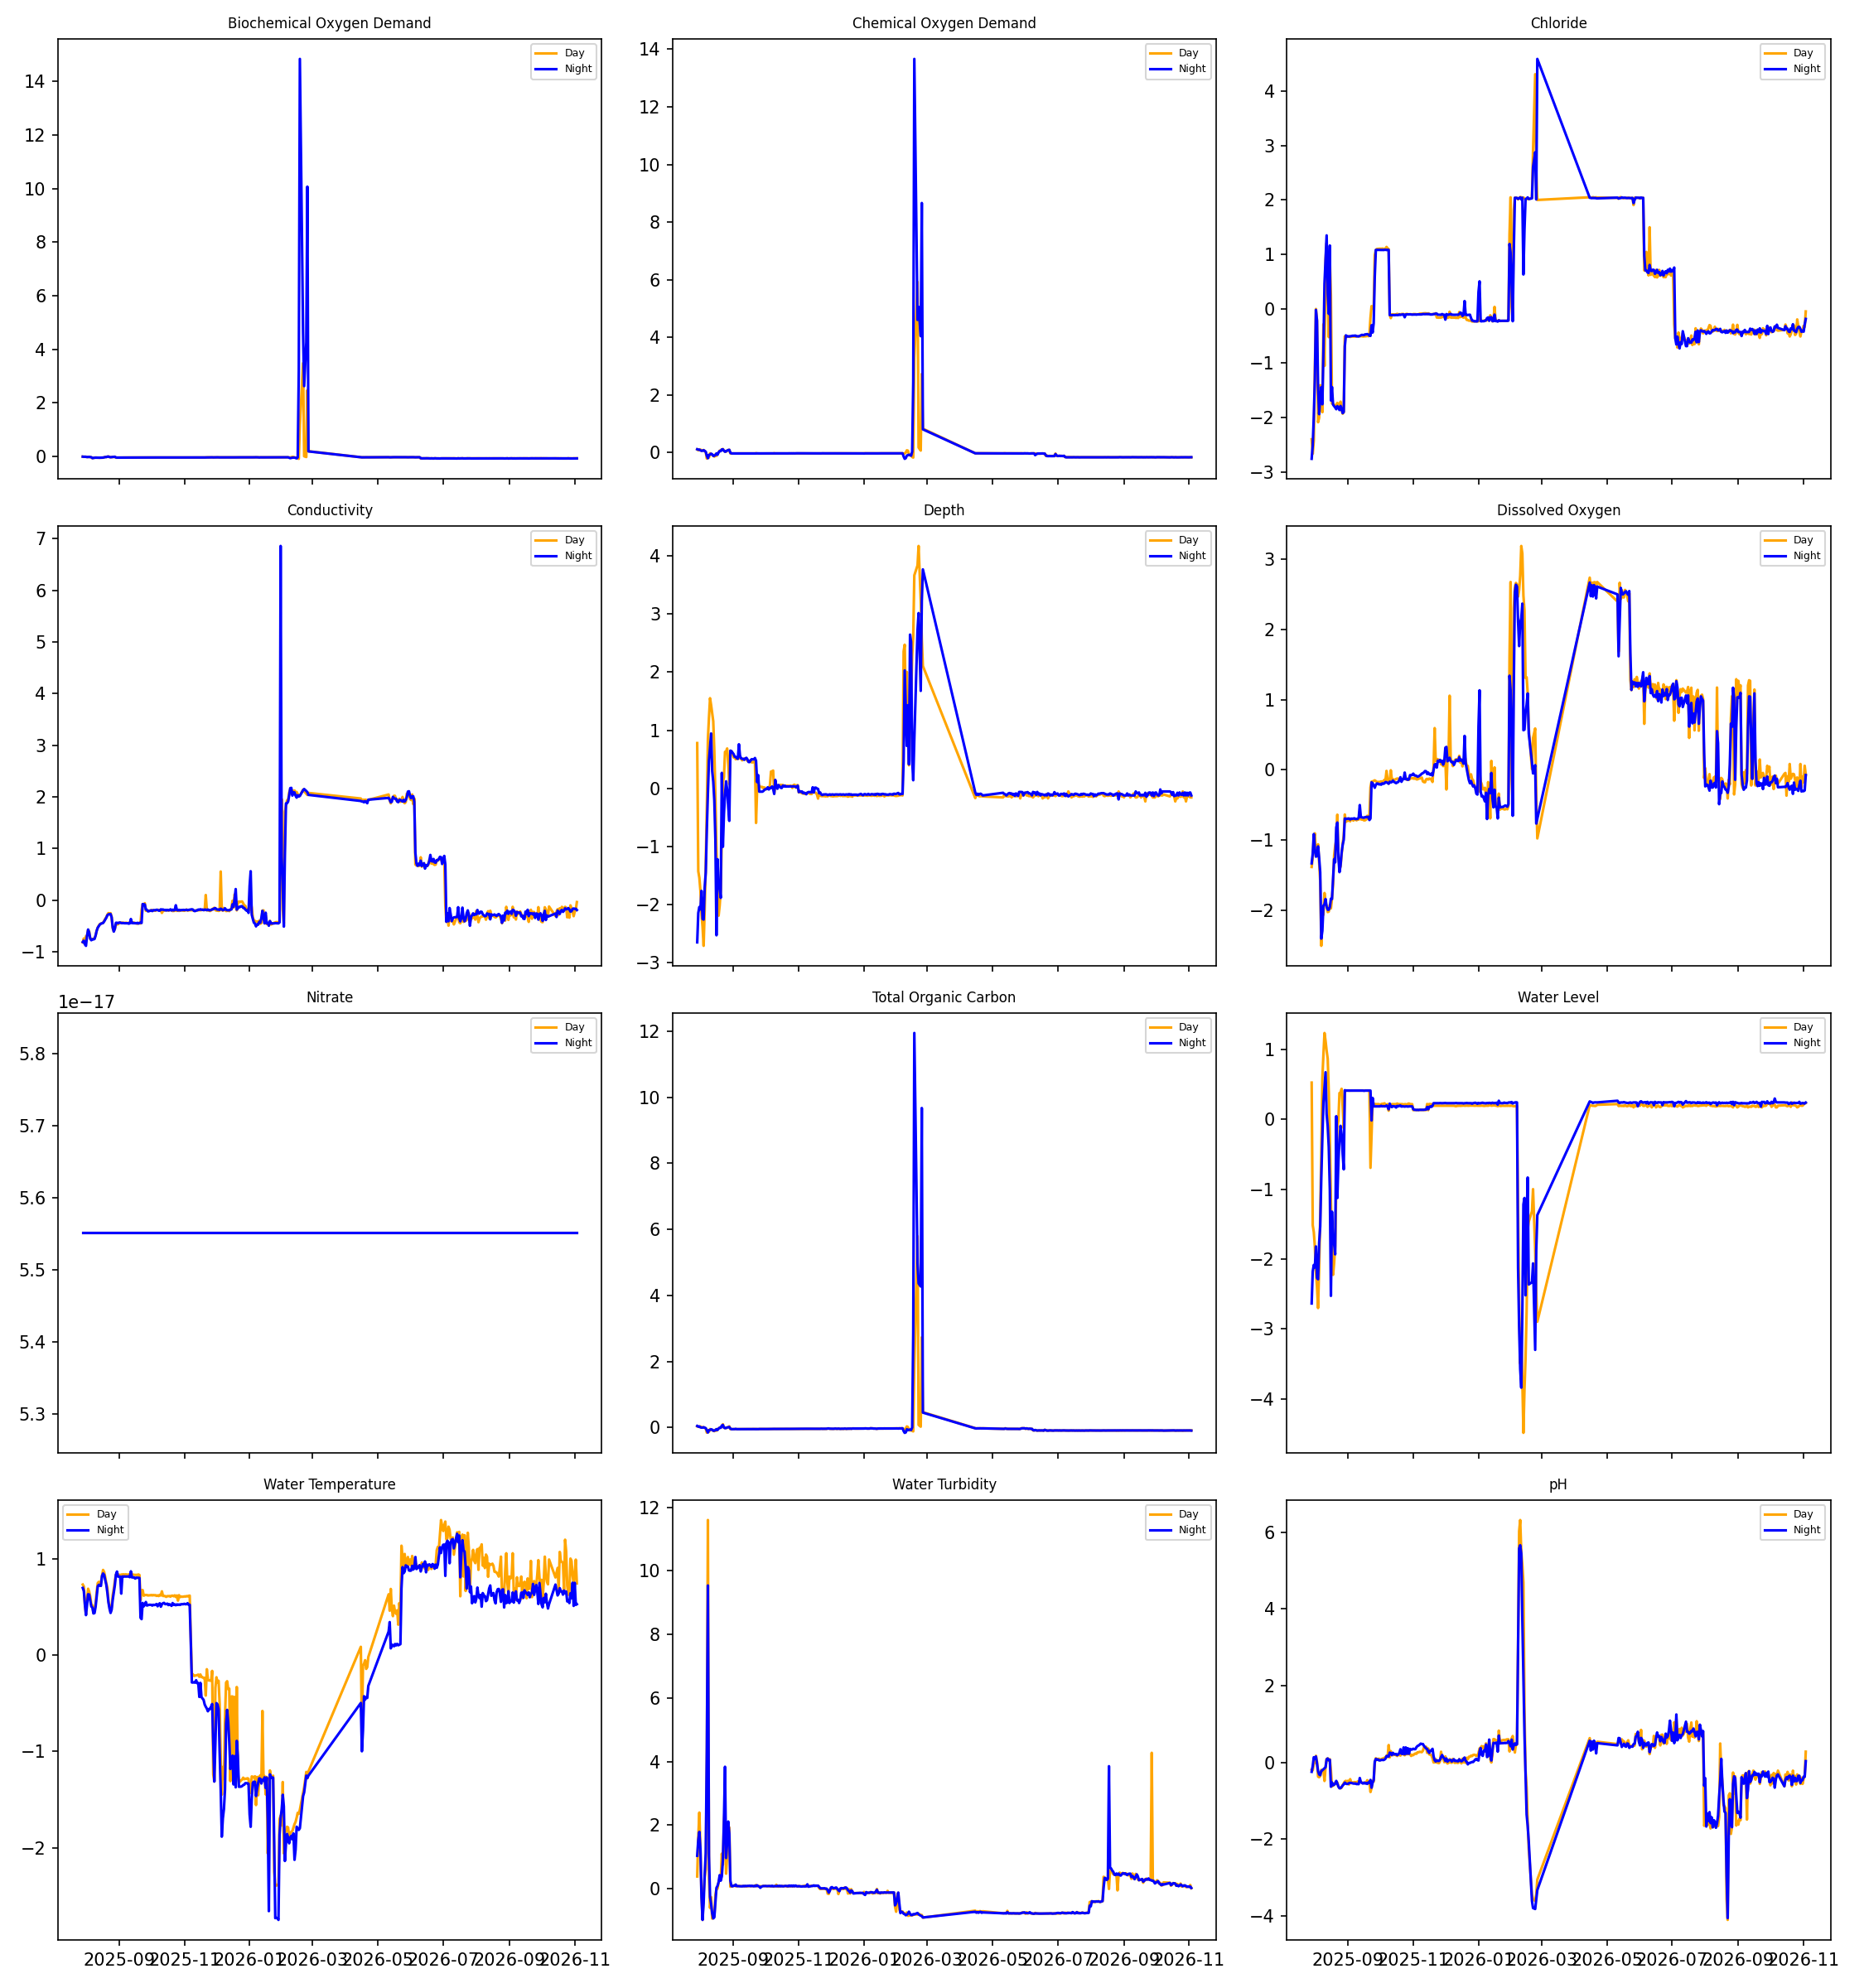 Biochemical Oxygen Demand
Day
Night
14
12
10
8
6
4
2
0
Chemical Oxygen Demand
Day
Night
14
12
10
8
6
4
2
0
Chloride
Day
Night
4
3
2
1
0
−1
−2
−3
Conductivity
Day
Night
7
6
5
4
3
2
1
0
−1
Depth
Day
Night
4
3
2
1
0
−1
−2
−3
Dissolved Oxygen
Day
Night
3
2
1
0
−1
−2
1e−17
Nitrate
Day
Night
5.8
5.7
5.6
5.5
5.4
5.3
Total Organic Carbon
Day
Night
12
10
8
6
4
2
0
Water Level
Day
Night
1
0
−1
−2
−3
−4
Water Temperature
Day
Night
1
0
−1
−2
2025-09 2025-11 2026-01 2026-03 2026-05 2026-07 2026-09 2026-11
Water Turbidity
Day
Night
12
10
8
6
4
2
0
2025-09 2025-11 2026-01 2026-03 2026-05 2026-07 2026-09 2026-11
pH
Day
Night
6
4
2
0
−2
−4
2025-09 2025-11 2026-01 2026-03 2026-05 2026-07 2026-09 2026-11